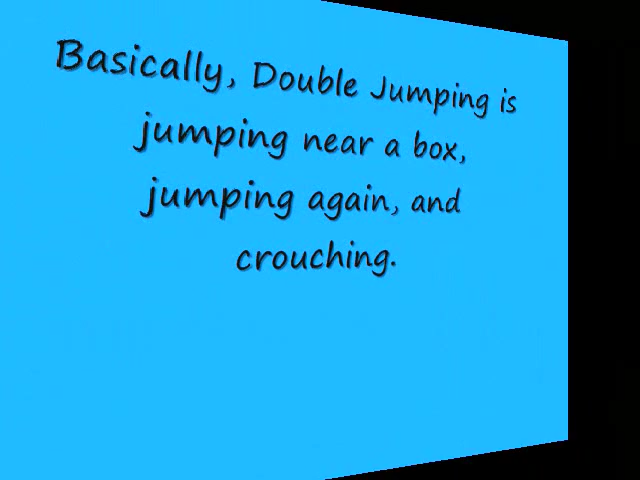 Basically, Double Jumping is
jumping near a box,
jumping again, and
crouching.